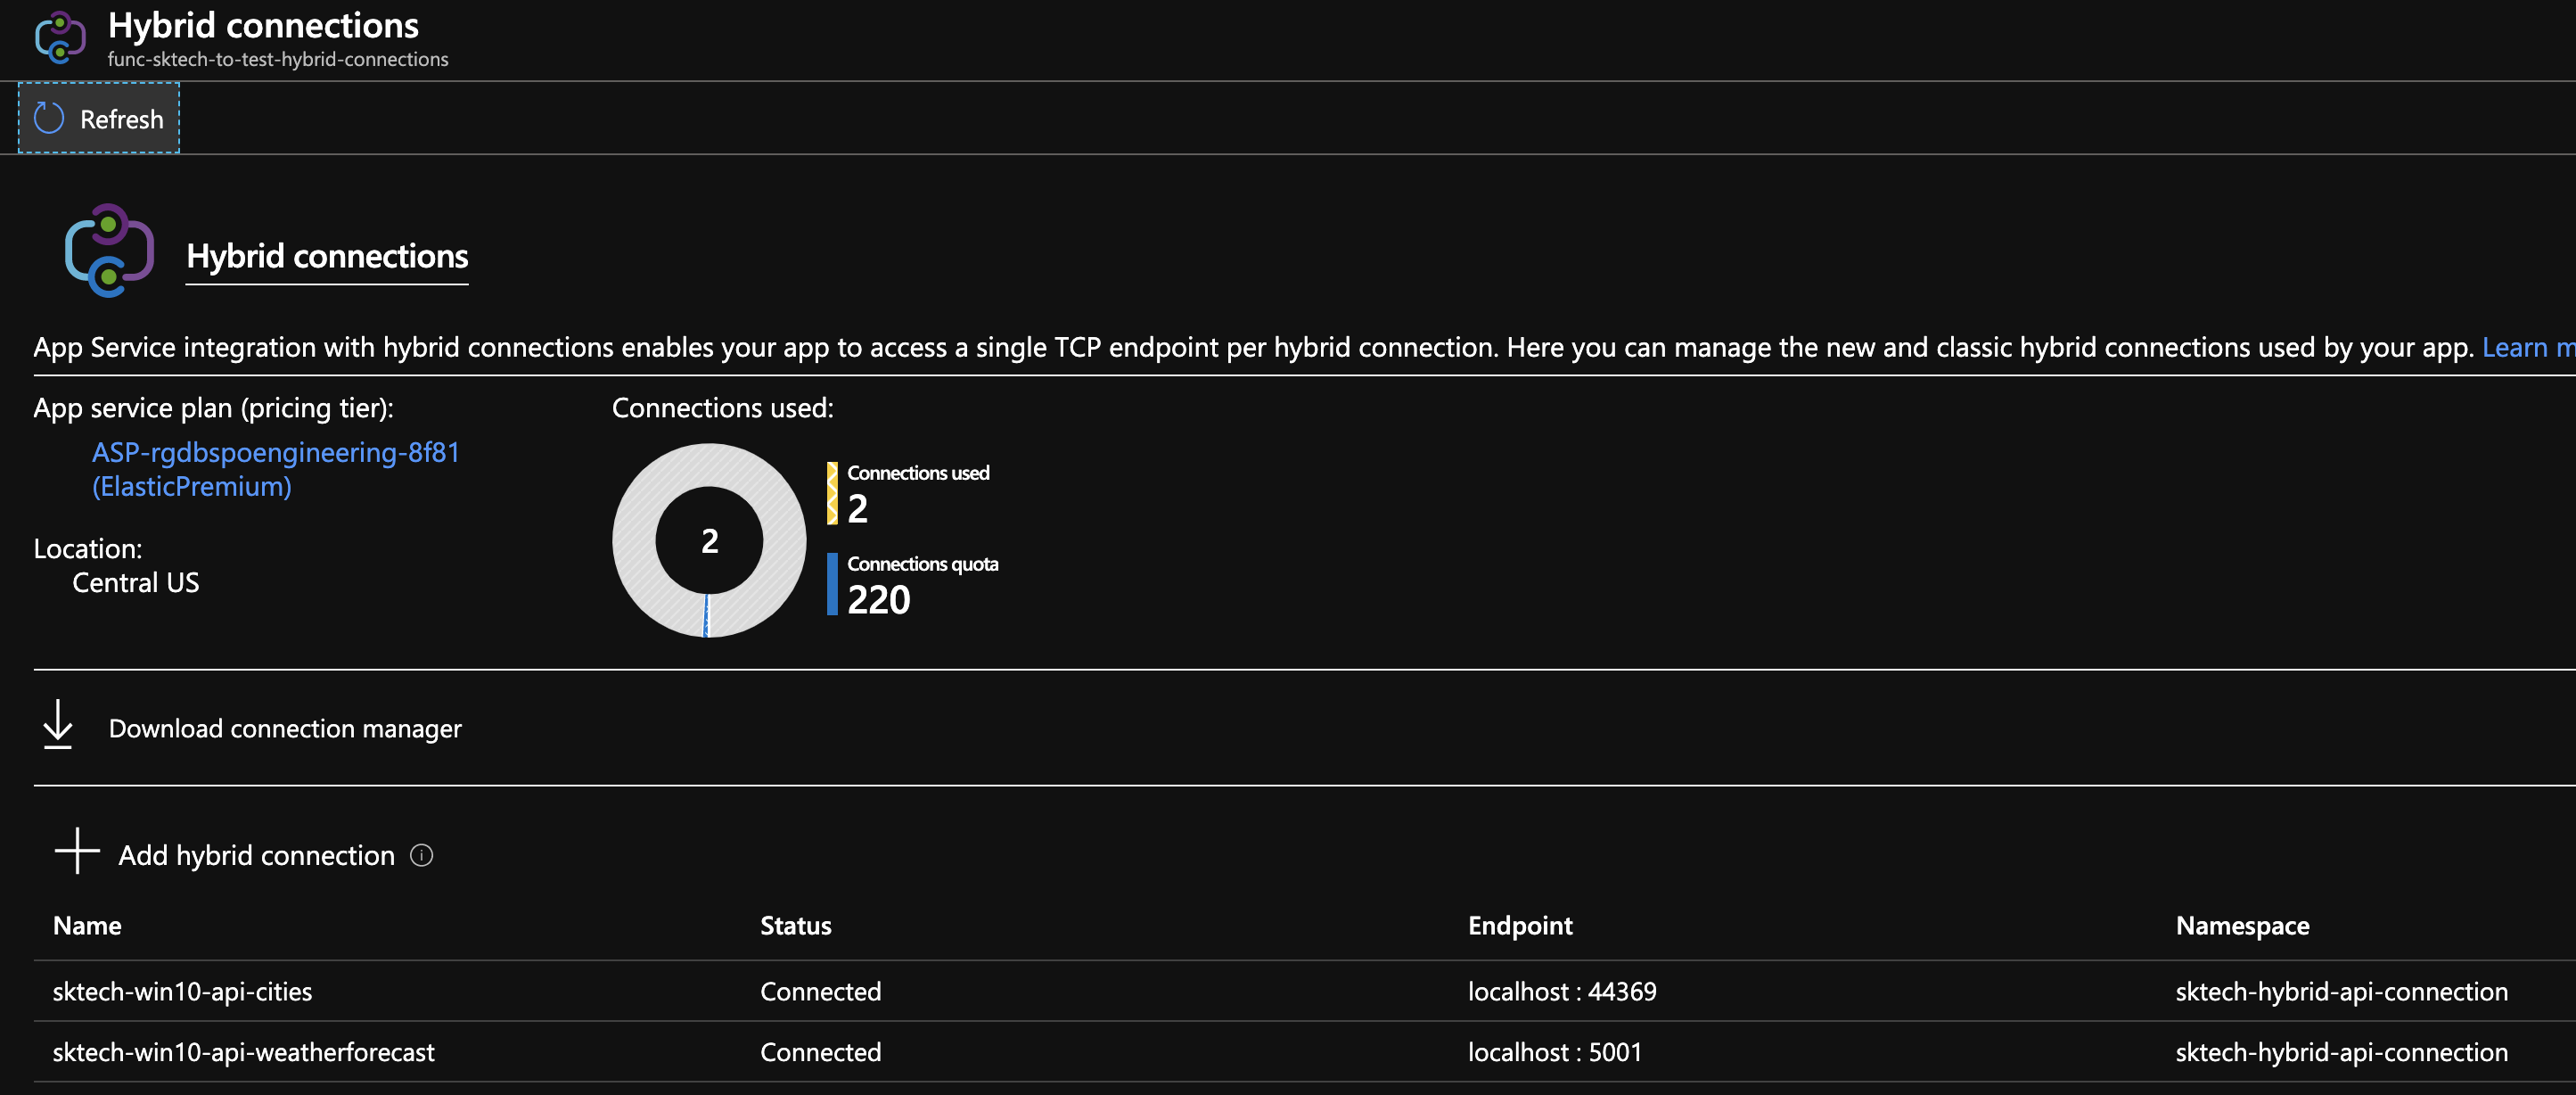 Hybrid connections
func-sktech-to-test-hybrid-connections
Refresh
Hybrid connections
App Service integration with hybrid connections enables your app to access a single TCP endpoint per hybrid connection. Here you can manage the new and classic hybrid connections used by your app. Learn m
App service plan (pricing tier):
ASP-rgdbspoengineering-8f81
(ElasticPremium)
Location:
Central US
Connections used:
2
Connections used
2
Connections quota
220
Download connection manager
Add hybrid connection
Name Status Endpoint Namespace
sktech-win10-api-cities Connected localhost : 44369 sktech-hybrid-api-connection
sktech-win10-api-weatherforecast Connected localhost : 5001 sktech-hybrid-api-connection